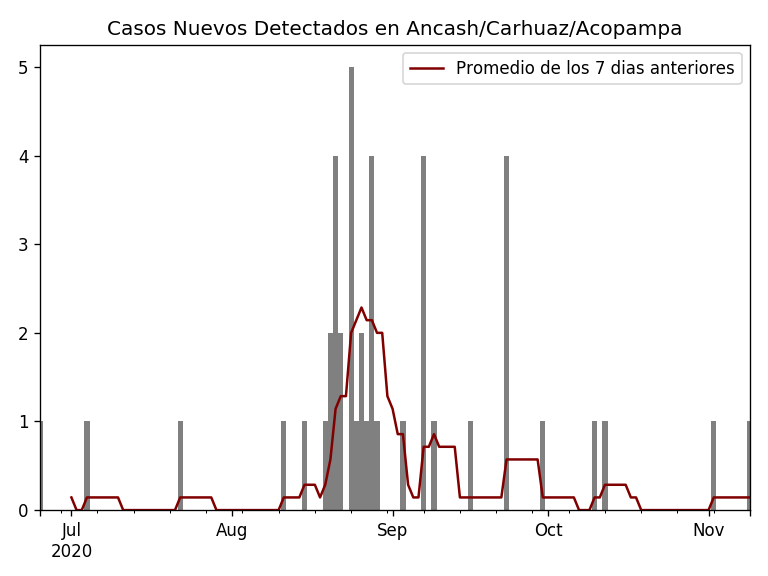 Casos Nuevos Detectados en Ancash/Carhuaz/Acopampa
Promedio de los 7 dias anteriores
5
4
3
2
1
0
Jul Aug Sep Oct Nov
2020